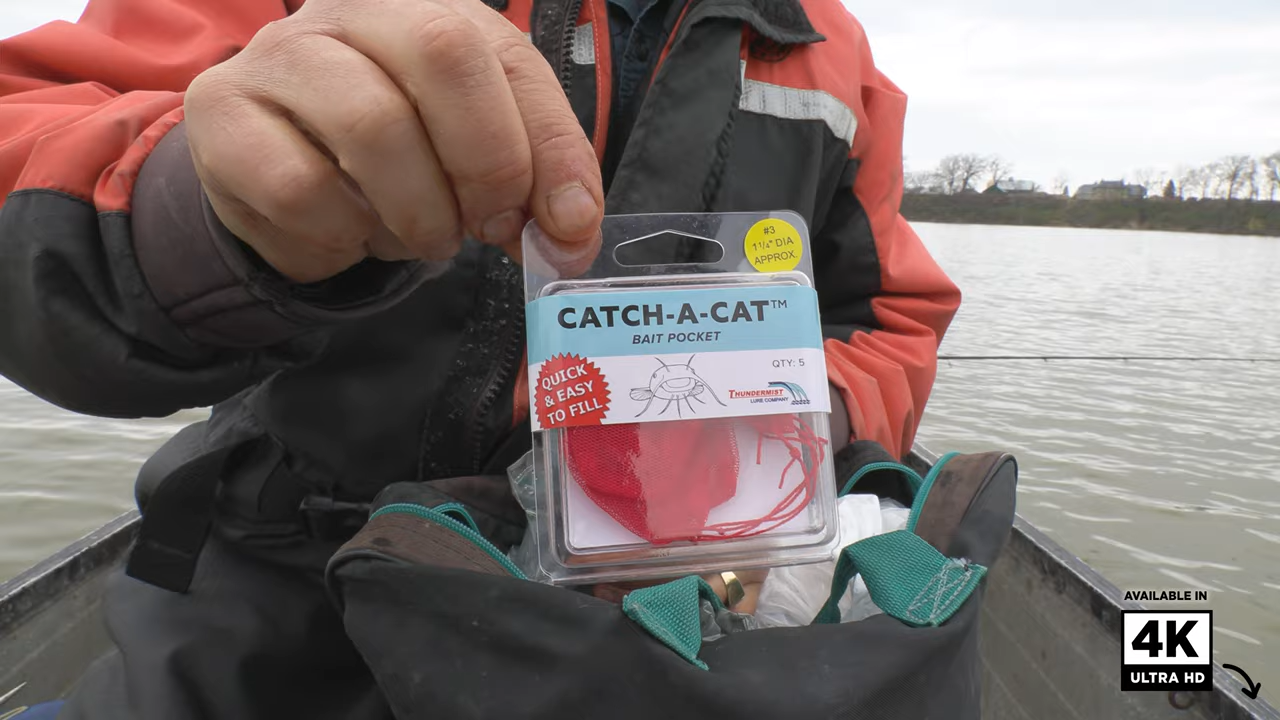 #3
1 1/4" DIA
APPROX.
CATCH-A-CAT™
BAIT POCKET
QTY: 5
QUICK
& EASY
TO FILL
THUNDERMIST
LURE COMPANY
AVAILABLE IN
4K
ULTRA HD